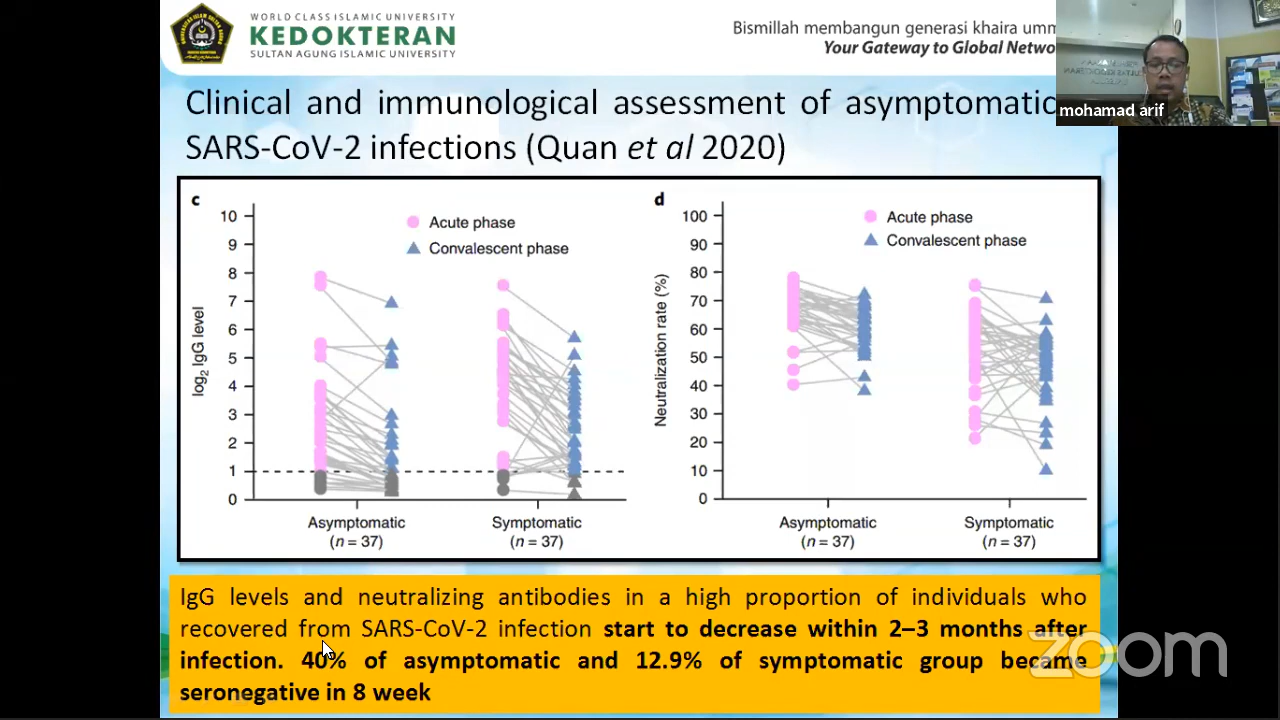 WORLD CLASS ISLAMIC UNIVERSITY
KEDOKTERAN
SULTAN AGUNG ISLAMIC UNIVERSITY
Bismillah membangun generasi khaira umm
Your Gateway to Global Netwo
mohamad arif
Clinical and immunological assessment of asymptomatic
SARS-CoV-2 infections (Quan et al 2020)
c
Acute phase
Convalescent phase
10
9
8
7
6
5
4
3
2
1
0
log2 IgG level
Asymptomatic
(n = 37)
Symptomatic
(n = 37)
d
Acute phase
Convalescent phase
100
90
80
70
60
50
40
30
20
10
0
Neutralization rate (%)
Asymptomatic
(n = 37)
Symptomatic
(n = 37)
IgG levels and neutralizing antibodies in a high proportion of individuals who
recovered from SARS-CoV-2 infection start to decrease within 2–3 months after
infection. 40% of asymptomatic and 12.9% of symptomatic group became
seronegative in 8 week
zoom